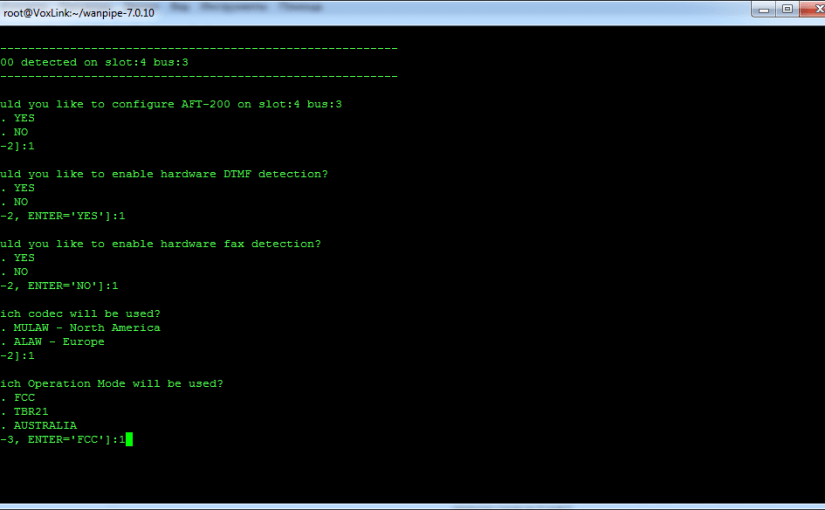 root@VoxLink:~/wanpipe-7.0.10
Инструменты Помощь
--------------------------------------------------------
00 detected on slot:4 bus:3
--------------------------------------------------------
uld you like to configure AFT-200 on slot:4 bus:3
. YES
. NO
-2]:1
uld you like to enable hardware DTMF detection?
. YES
. NO
-2, ENTER='YES']:1
uld you like to enable hardware fax detection?
. YES
. NO
-2, ENTER='NO']:1
ich codec will be used?
. MULAW - North America
. ALAW - Europe
-2]:1
ich Operation Mode will be used?
. FCC
. TBR21
. AUSTRALIA
-3, ENTER='FCC']:1